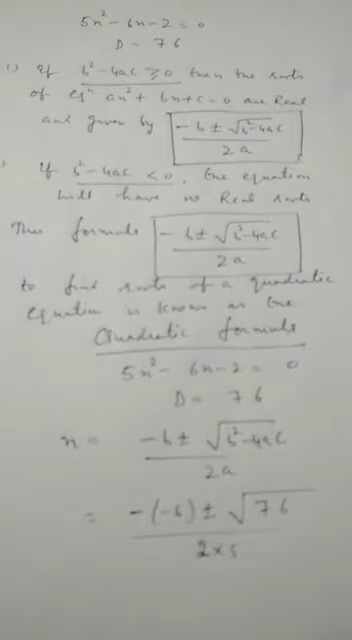 5x² - 6x - 2 = 0
D = 76
1) If b² - 4ac ≥ 0 then the roots
of eqⁿ ax² + bx + c = 0 are Real
and given by -b ± √b²-4ac / 2a
If b² - 4ac < 0, the equation
will have no Real roots
This formula -b ± √b²-4ac / 2a
to find roots of a quadratic
equation is known as the
Quadratic formula
5x² - 6x - 2 = 0
D = 76
x = -b ± √b²-4ac / 2a
= -(-6) ± √76 / 2×5